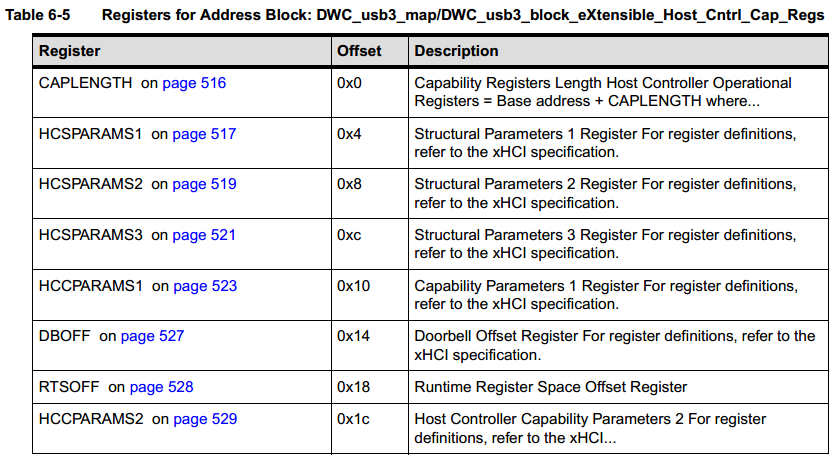 Table 6-5 Registers for Address Block: DWC_usb3_map/DWC_usb3_block_eXtensible_Host_Cntrl_Cap_Regs
Register Offset Description
CAPLENGTH on page 516 0x0 Capability Registers Length Host Controller Operational
Registers = Base address + CAPLENGTH where...
HCSPARAMS1 on page 517 0x4 Structural Parameters 1 Register For register definitions,
refer to the xHCI specification.
HCSPARAMS2 on page 519 0x8 Structural Parameters 2 Register For register definitions,
refer to the xHCI specification.
HCSPARAMS3 on page 521 0xc Structural Parameters 3 Register For register definitions,
refer to the xHCI specification.
HCCPARAMS1 on page 523 0x10 Capability Parameters 1 Register For register definitions,
refer to the xHCI specification.
DBOFF on page 527 0x14 Doorbell Offset Register For register definitions, refer to the
xHCI specification.
RTSOFF on page 528 0x18 Runtime Register Space Offset Register
HCCPARAMS2 on page 529 0x1c Host Controller Capability Parameters 2 For register
definitions, refer to the xHCI...